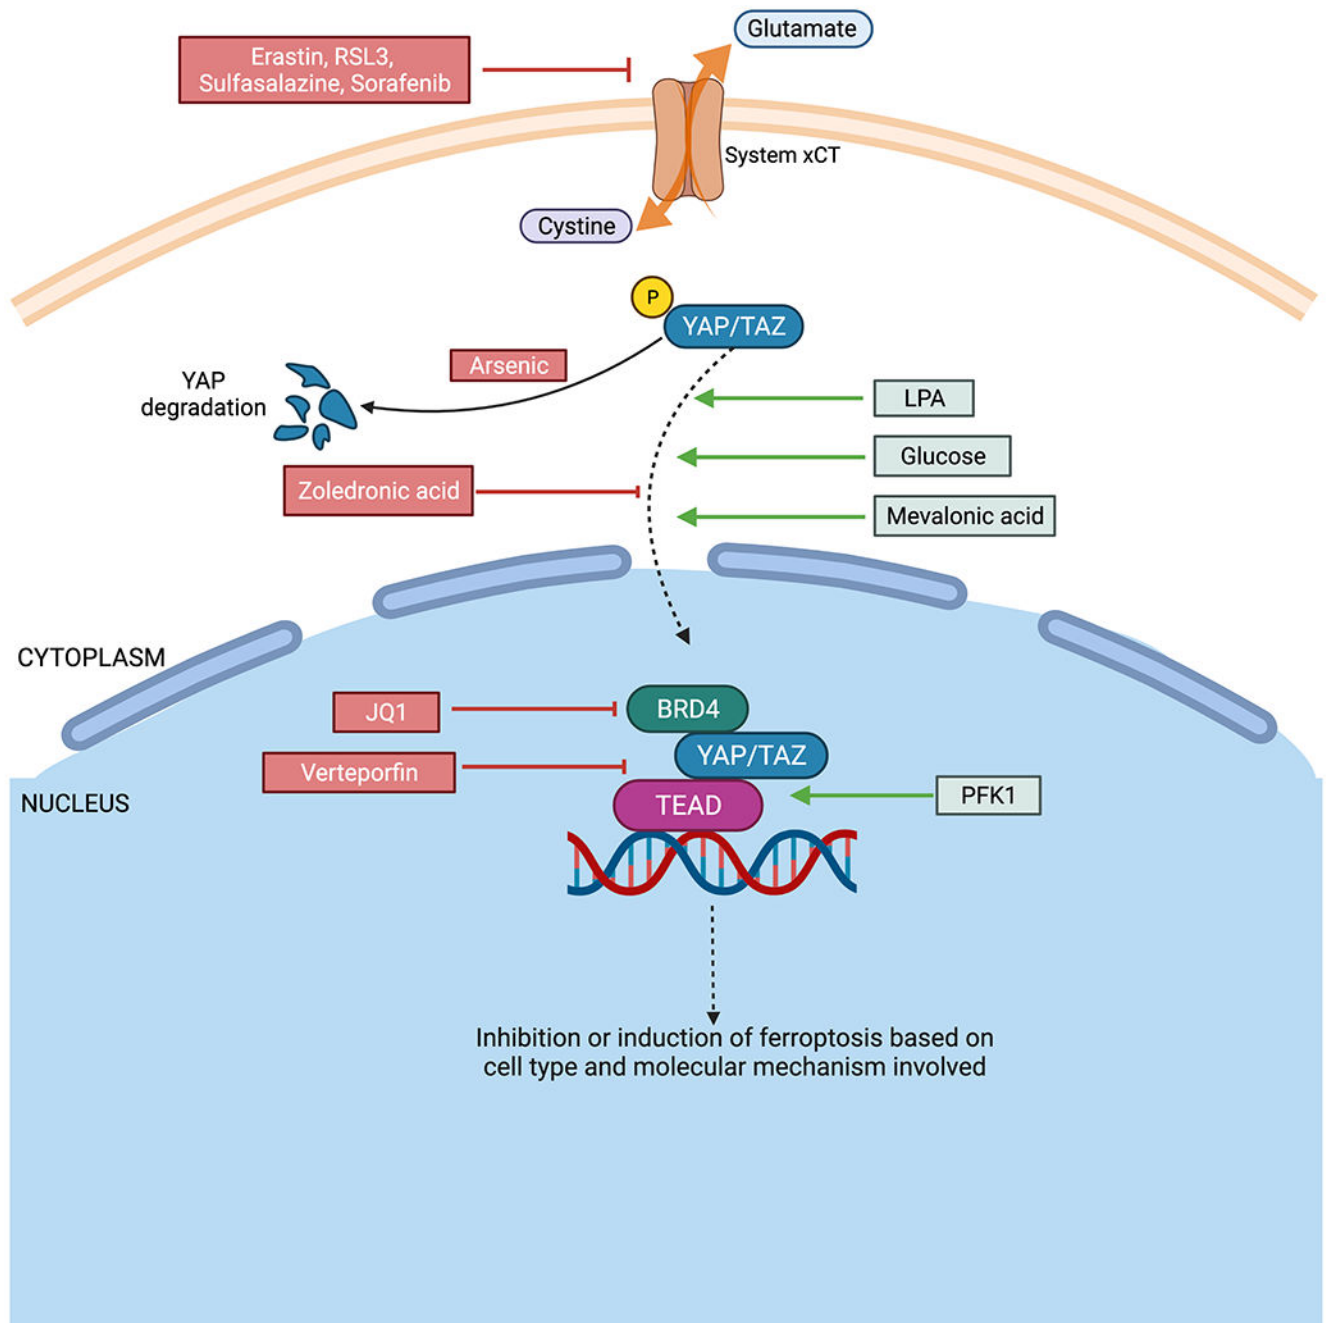 Glutamate
Erastin, RSL3,
Sulfasalazine, Sorafenib
System xCT
Cystine
P
YAP/TAZ
Arsenic
YAP
degradation
LPA
Glucose
Zoledronic acid
Mevalonic acid
CYTOPLASM
JQ1
BRD4
YAP/TAZ
Verteporfin
NUCLEUS
TEAD
PFK1
Inhibition or induction of ferroptosis based on
cell type and molecular mechanism involved